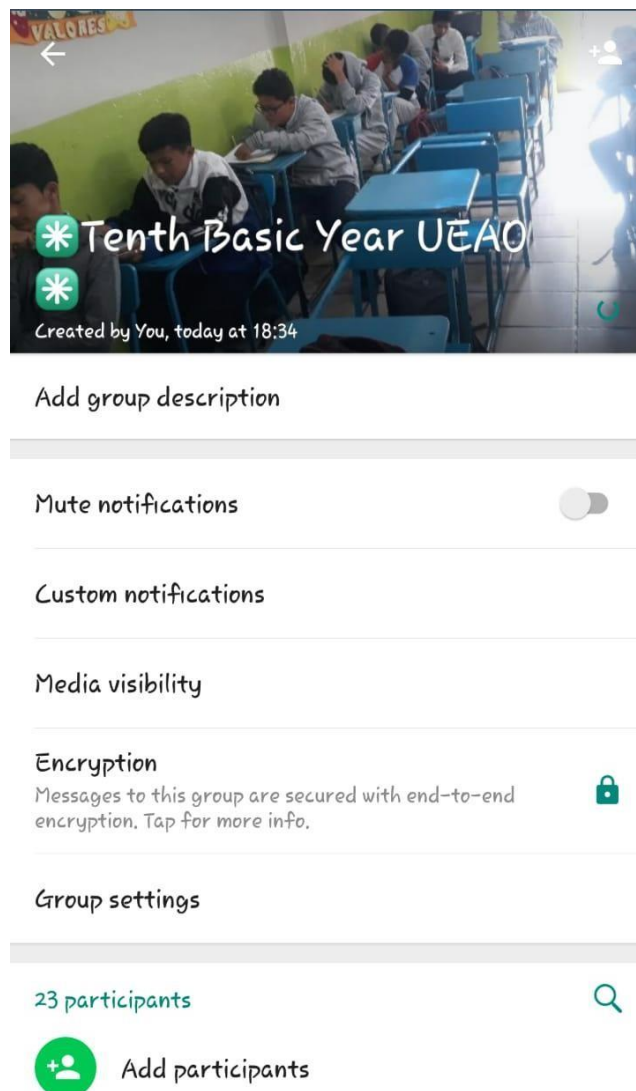 VALORES
✳️Tenth Basic Year UEAO
✳️
Created by You, today at 18:34
Add group description
Mute notifications
Custom notifications
Media visibility
Encryption
Messages to this group are secured with end-to-end
encryption. Tap for more info.
Group settings
23 participants
Add participants